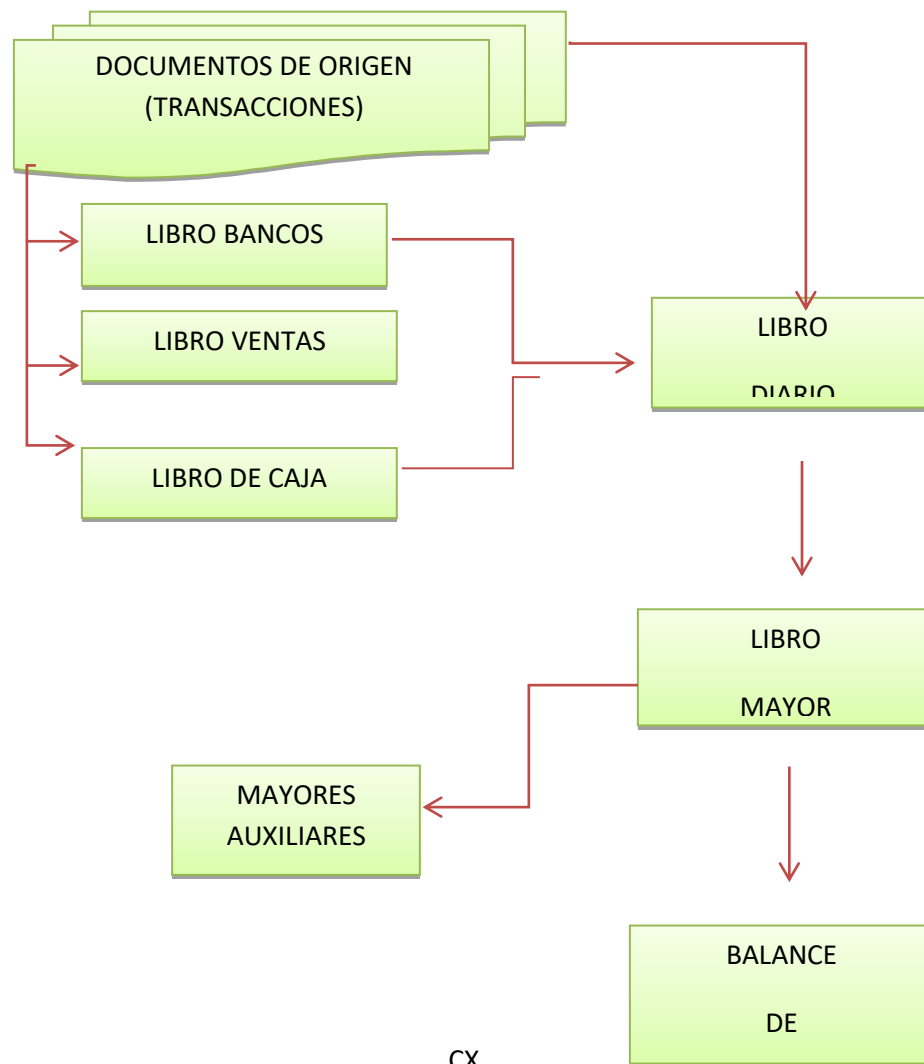 DOCUMENTOS DE ORIGEN
(TRANSACCIONES)
LIBRO BANCOS
LIBRO VENTAS
LIBRO DE CAJA
LIBRO
DIARIO
LIBRO
MAYOR
MAYORES
AUXILIARES
BALANCE
DE
CX